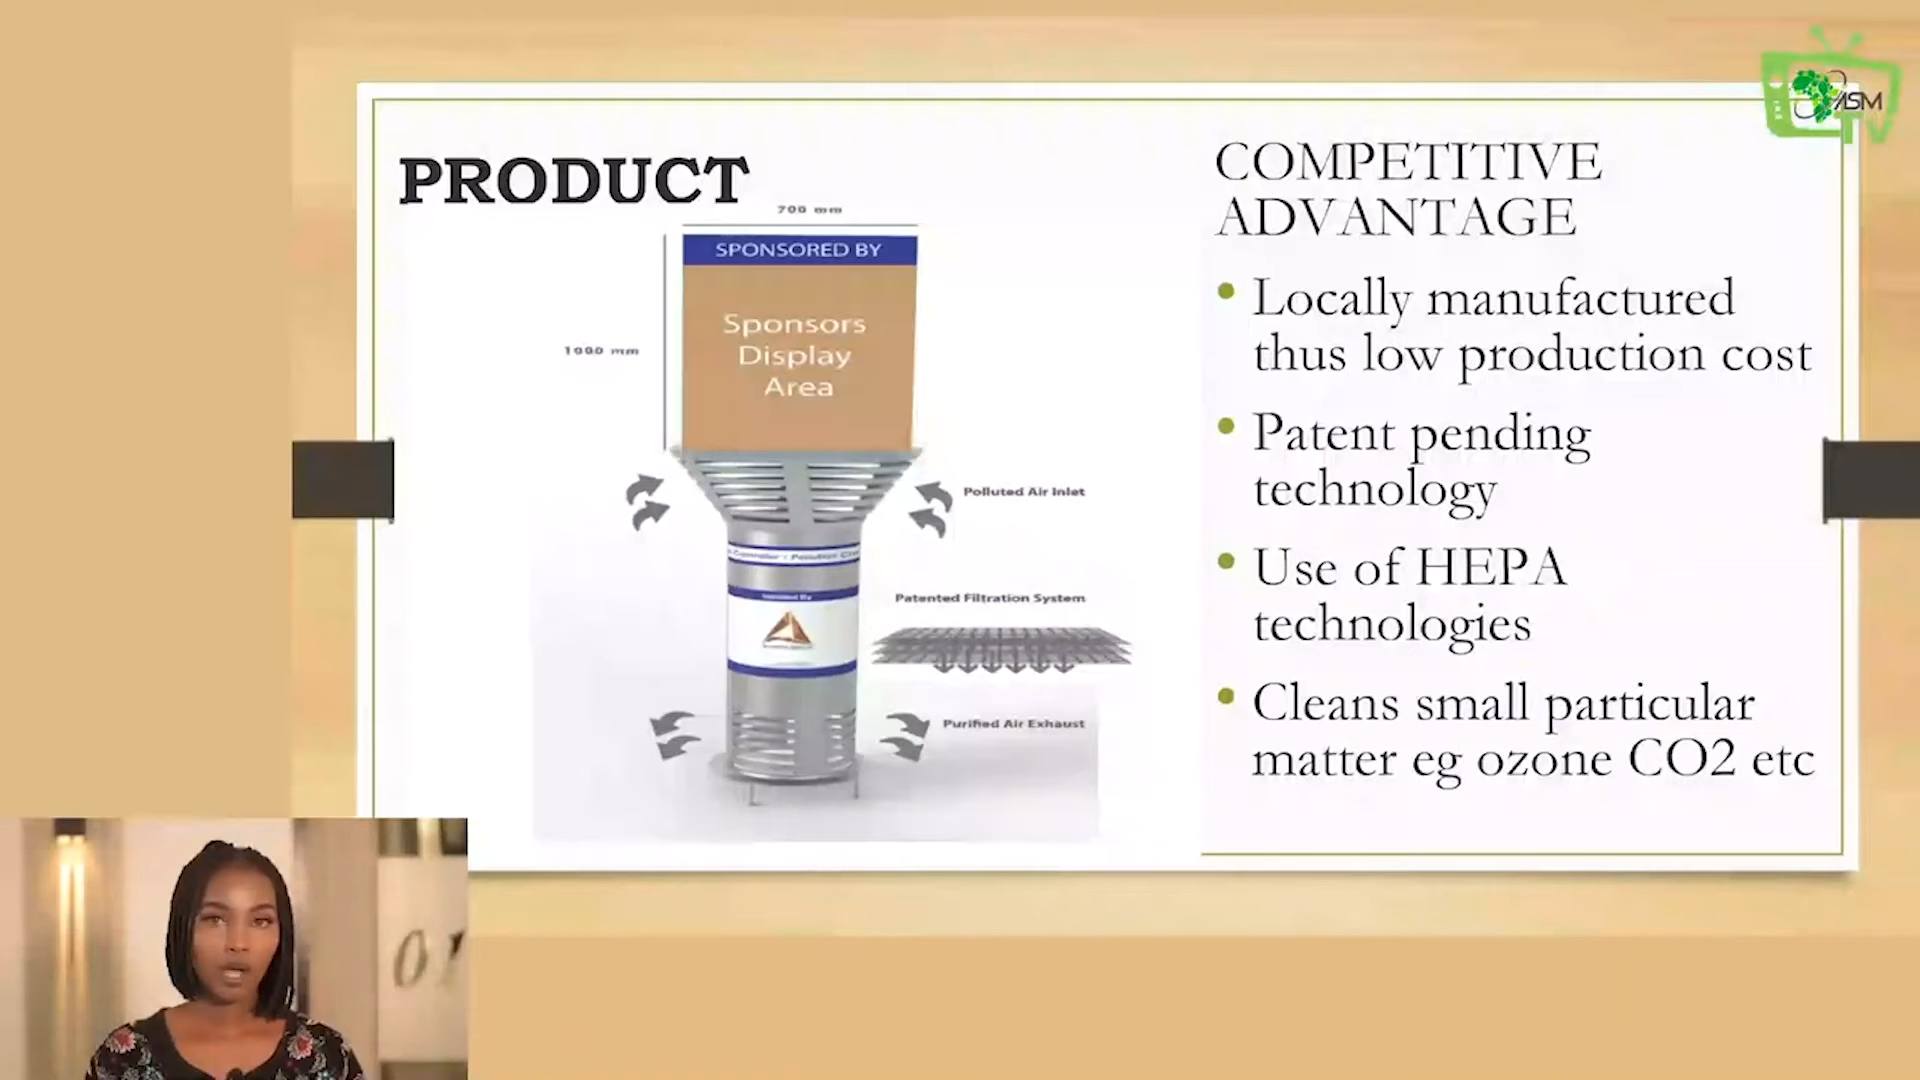 PRODUCT
700 mm
SPONSORED BY
Sponsors
Display
Area
1000 mm
Polluted Air Inlet
Patented Filtration System
Purified Air Exhaust
COMPETITIVE
ADVANTAGE
• Locally manufactured
thus low production cost
• Patent pending
technology
• Use of HEPA
technologies
• Cleans small particular
matter eg ozone CO2 etc
ASM
TV